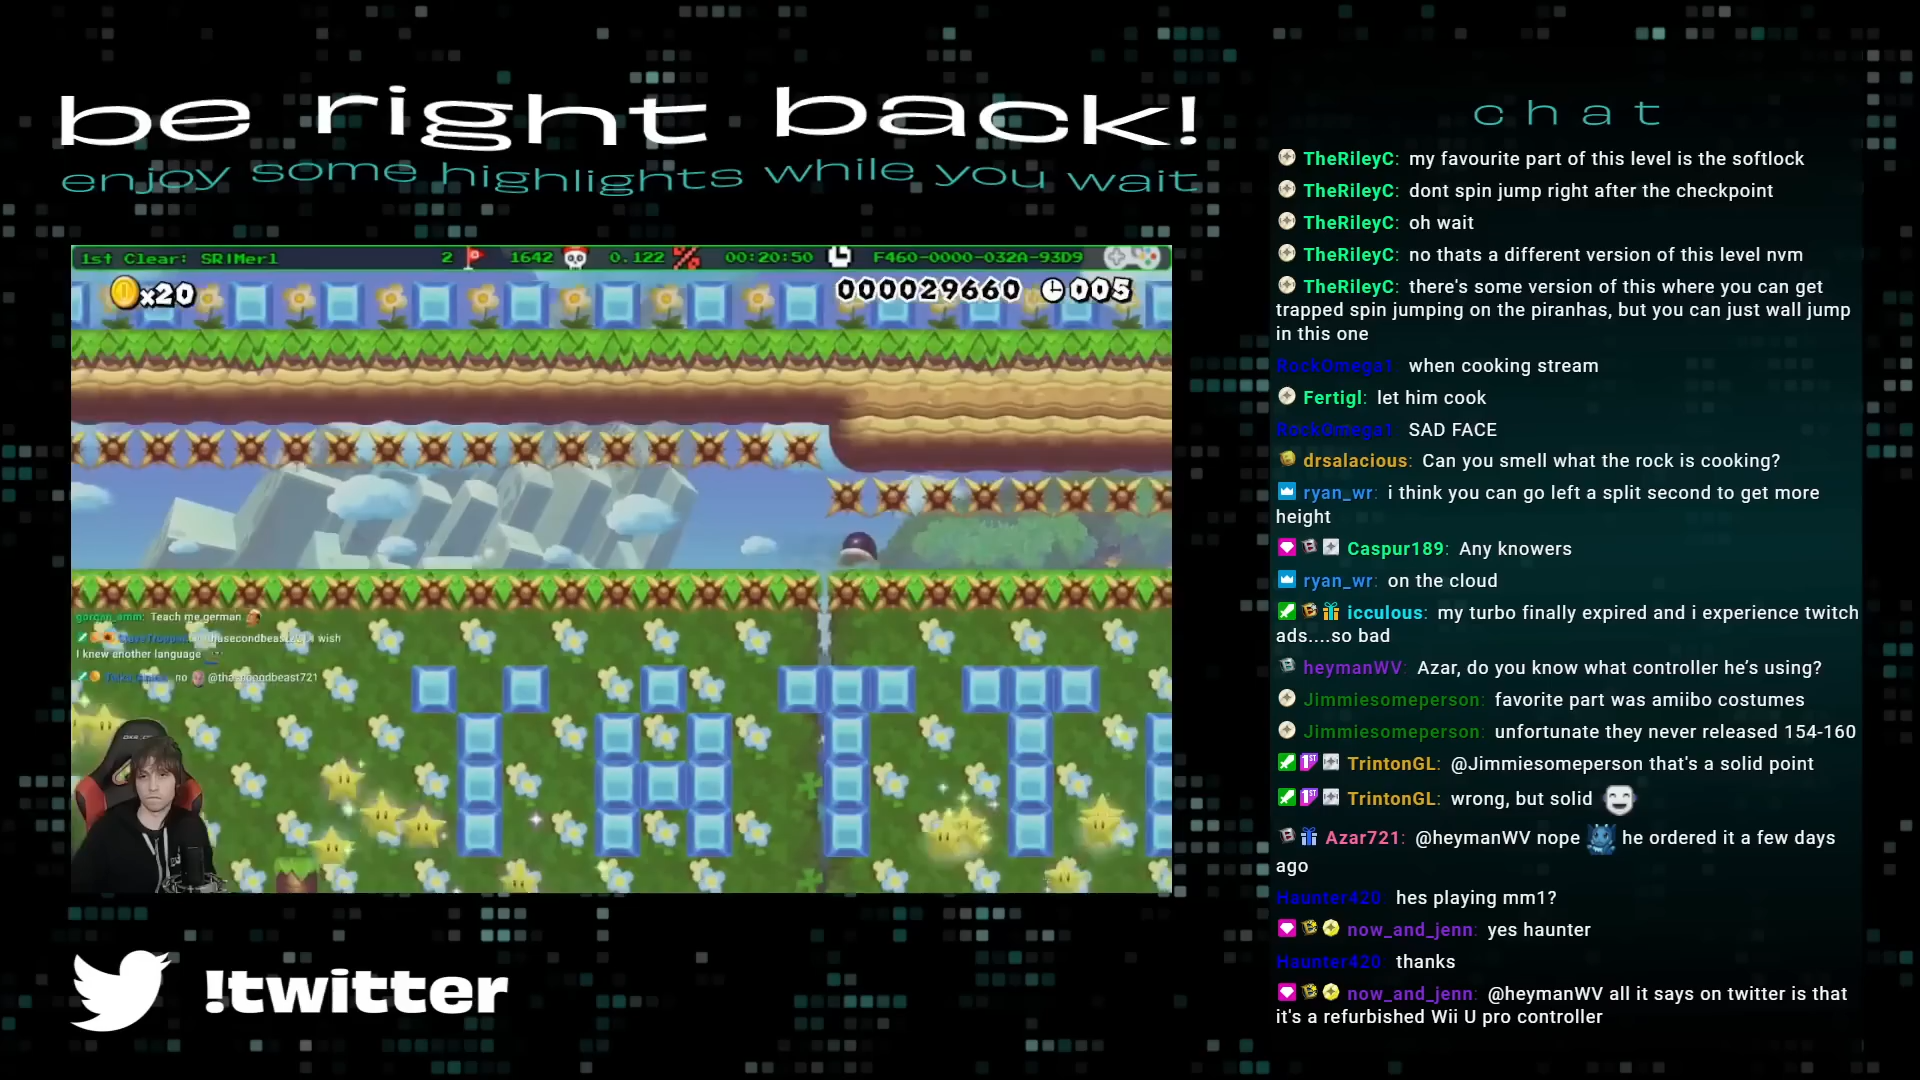 be right back!
enjoy some highlights while you wait
1st Clear: SR|Merl 2 1642 0.122 00:20:50 F460-0000-032A-93D9
x20 000029660 005
Teach me german
I knew another language
no @thasecondbeast721
YAY TT
!twitter
chat
TheRileyC: my favourite part of this level is the softlock
TheRileyC: dont spin jump right after the checkpoint
TheRileyC: oh wait
TheRileyC: no thats a different version of this level nvm
TheRileyC: there's some version of this where you can get
trapped spin jumping on the piranhas, but you can just wall jump
in this one
RockOmega1 when cooking stream
Fertigl: let him cook
RockOmega1 SAD FACE
drsalacious: Can you smell what the rock is cooking?
ryan_wr: i think you can go left a split second to get more
height
Caspur189: Any knowers
ryan_wr: on the cloud
icculous: my turbo finally expired and i experience twitch
ads....so bad
heymanWV: Azar, do you know what controller he's using?
Jimmiesomeperson: favorite part was amiibo costumes
Jimmiesomeperson: unfortunate they never released 154-160
TrintonGL: @Jimmiesomeperson that's a solid point
TrintonGL: wrong, but solid
Azar721: @heymanWV nope he ordered it a few days
ago
Haunter420 hes playing mm1?
now_and_jenn: yes haunter
Haunter420 thanks
now_and_jenn: @heymanWV all it says on twitter is that
it's a refurbished Wii U pro controller